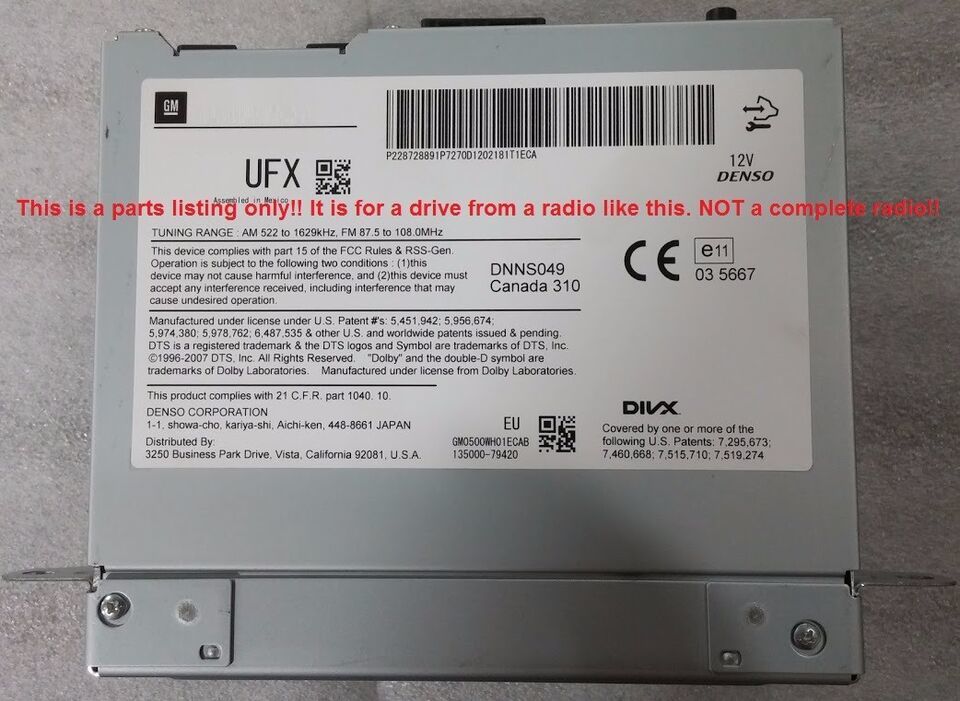 GM
P228728891P7270D1202181T1ECA
UFX
12V
DENSO
Assembled in Mexico
This is a parts listing only!! It is for a drive from a radio like this. NOT a complete radio!!
TUNING RANGE : AM 522 to 1629kHz, FM 87.5 to 108.0MHz
This device complies with part 15 of the FCC Rules & RSS-Gen.
Operation is subject to the following two conditions : (1)this
device may not cause harmful interference, and (2)this device must
accept any interference received, including interference that may
cause undesired operation.
DNNS049
Canada 310
CE
e11
03 5667
Manufactured under license under U.S. Patent #'s: 5,451,942; 5,956,674;
5,974,380; 5,978,762; 6,487,535 & other U.S. and worldwide patents issued & pending.
DTS is a registered trademark & the DTS logos and Symbol are trademarks of DTS, Inc.
©1996-2007 DTS, Inc. All Rights Reserved. "Dolby" and the double-D symbol are
trademarks of Dolby Laboratories. Manufactured under license from Dolby Laboratories.
This product complies with 21 C.F.R. part 1040. 10.
DENSO CORPORATION
1-1, showa-cho, kariya-shi, Aichi-ken, 448-8661 JAPAN
Distributed By:
3250 Business Park Drive, Vista, California 92081, U.S.A.
EU
GM0500WH01ECAB
135000-79420
DIVX
Covered by one or more of the
following U.S. Patents: 7,295,673;
7,460,668; 7,515,710; 7,519,274